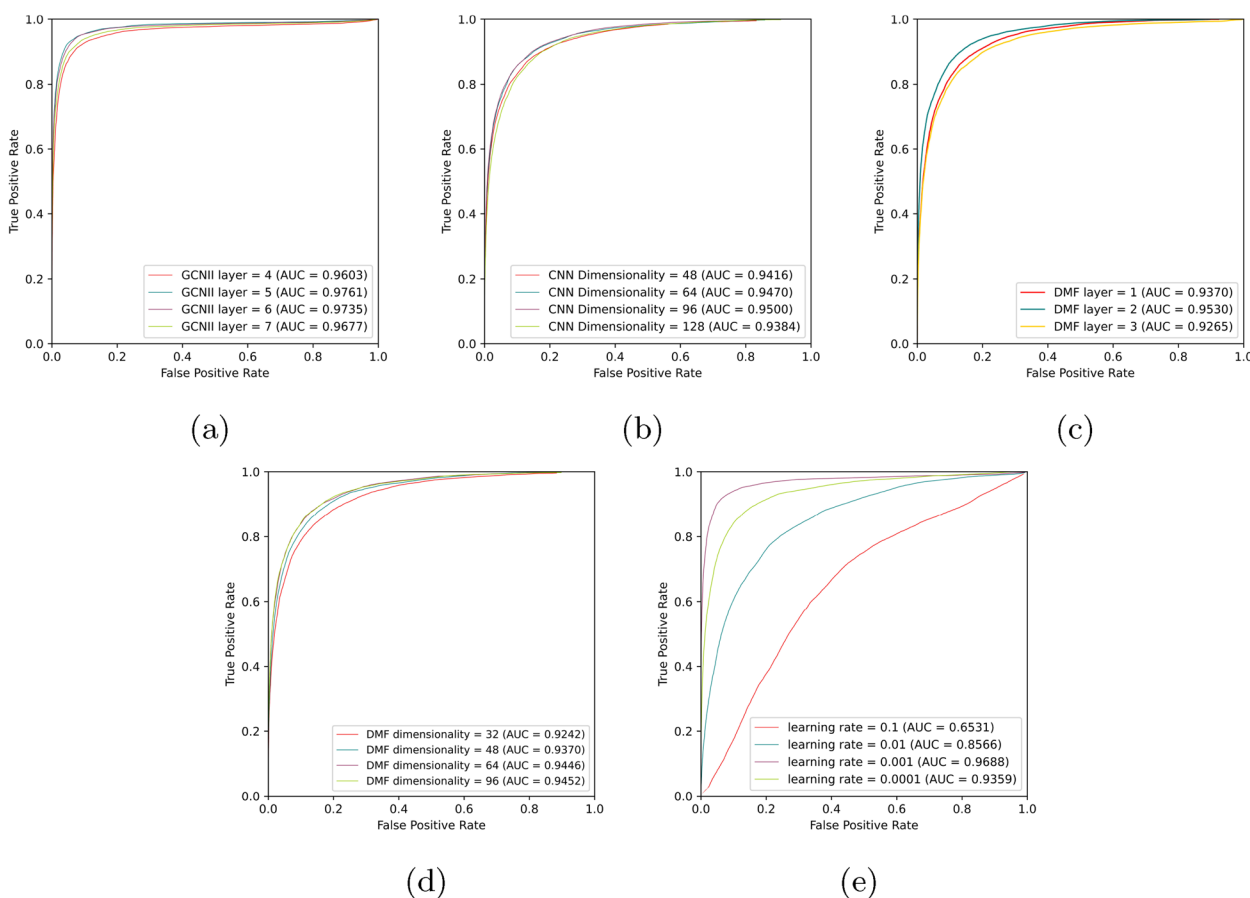 1.0
0.8
0.6
0.4
0.2
0.0
True Positive Rate
GCNII layer = 4 (AUC = 0.9603)
GCNII layer = 5 (AUC = 0.9761)
GCNII layer = 6 (AUC = 0.9735)
GCNII layer = 7 (AUC = 0.9677)
0.0 0.2 0.4 0.6 0.8 1.0
False Positive Rate
(a)
1.0
0.8
0.6
0.4
0.2
0.0
True Positive Rate
CNN Dimensionality = 48 (AUC = 0.9416)
CNN Dimensionality = 64 (AUC = 0.9470)
CNN Dimensionality = 96 (AUC = 0.9500)
CNN Dimensionality = 128 (AUC = 0.9384)
0.0 0.2 0.4 0.6 0.8 1.0
False Positive Rate
(b)
1.0
0.8
0.6
0.4
0.2
0.0
True Positive Rate
DMF layer = 1 (AUC = 0.9370)
DMF layer = 2 (AUC = 0.9530)
DMF layer = 3 (AUC = 0.9265)
0.0 0.2 0.4 0.6 0.8 1.0
False Positive Rate
(c)
1.0
0.8
0.6
0.4
0.2
0.0
True Positive Rate
DMF dimensionality = 32 (AUC = 0.9242)
DMF dimensionality = 48 (AUC = 0.9370)
DMF dimensionality = 64 (AUC = 0.9446)
DMF dimensionality = 96 (AUC = 0.9452)
0.0 0.2 0.4 0.6 0.8 1.0
False Positive Rate
(d)
1.0
0.8
0.6
0.4
0.2
0.0
True Positive Rate
learning rate = 0.1 (AUC = 0.6531)
learning rate = 0.01 (AUC = 0.8566)
learning rate = 0.001 (AUC = 0.9688)
learning rate = 0.0001 (AUC = 0.9359)
0.0 0.2 0.4 0.6 0.8 1.0
False Positive Rate
(e)